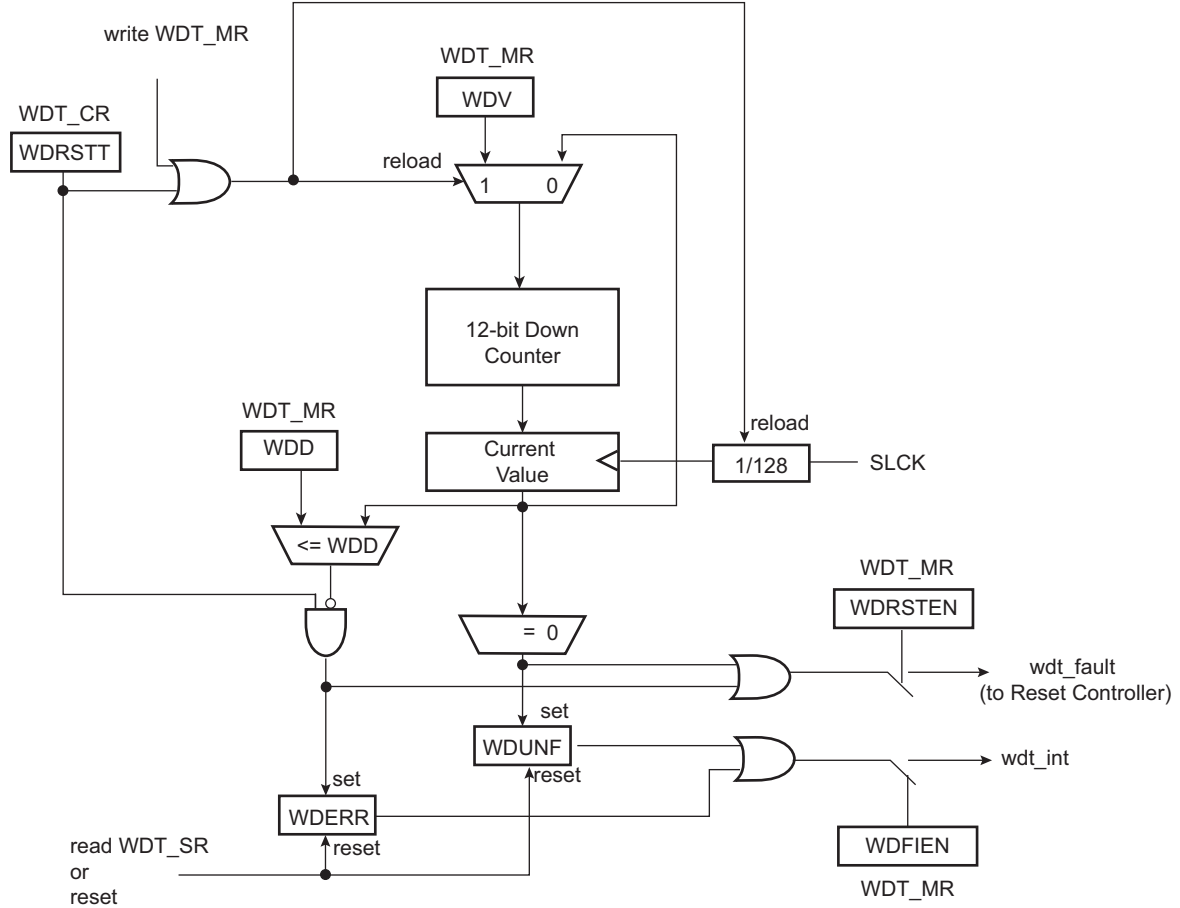 write WDT_MR
WDT_MR
WDV
WDT_CR
WDRSTT
reload
1 0
12-bit Down
Counter
WDT_MR
WDD
reload
Current
Value
1/128
SLCK
<= WDD
WDT_MR
WDRSTEN
= 0
wdt_fault
(to Reset Controller)
set
WDUNF
reset
wdt_int
set
WDERR
reset
read WDT_SR
or
reset
WDFIEN
WDT_MR